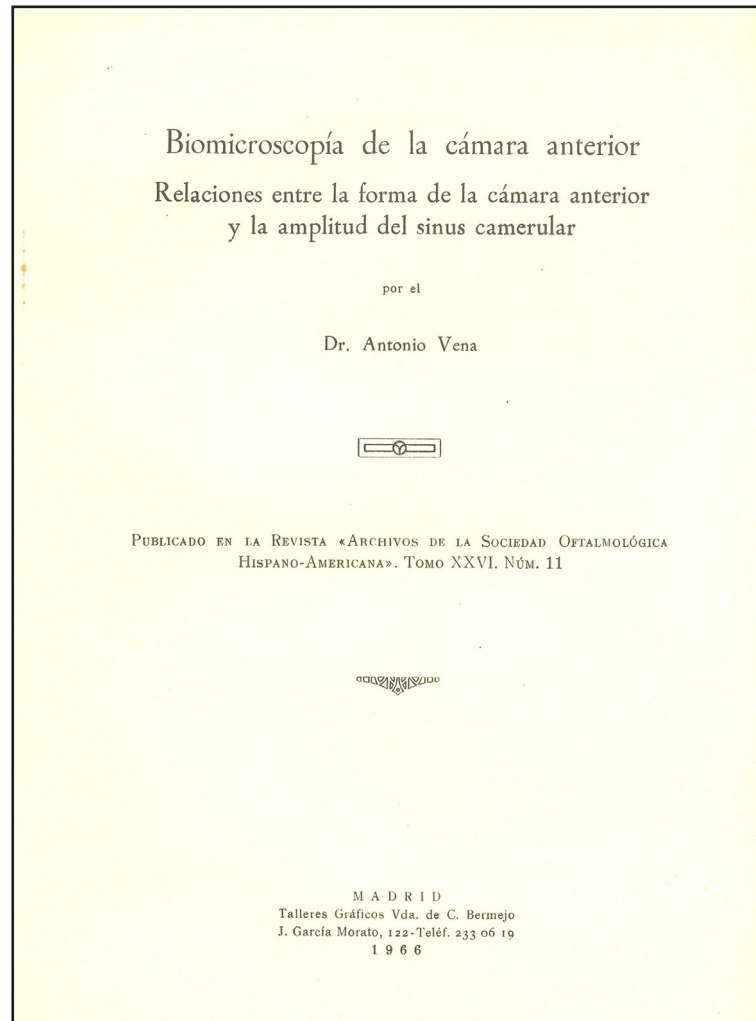 Biomicroscopía de la cámara anterior
Relaciones entre la forma de la cámara anterior
y la amplitud del sinus camerular
por el
Dr. Antonio Vena
Publicado en la Revista «Archivos de la Sociedad Oftalmológica
Hispano-Americana». Tomo XXVI. Núm. 11
MADRID
Talleres Gráficos Vda. de C. Bermejo
J. García Morato, 122-Teléf. 233 06 19
1966